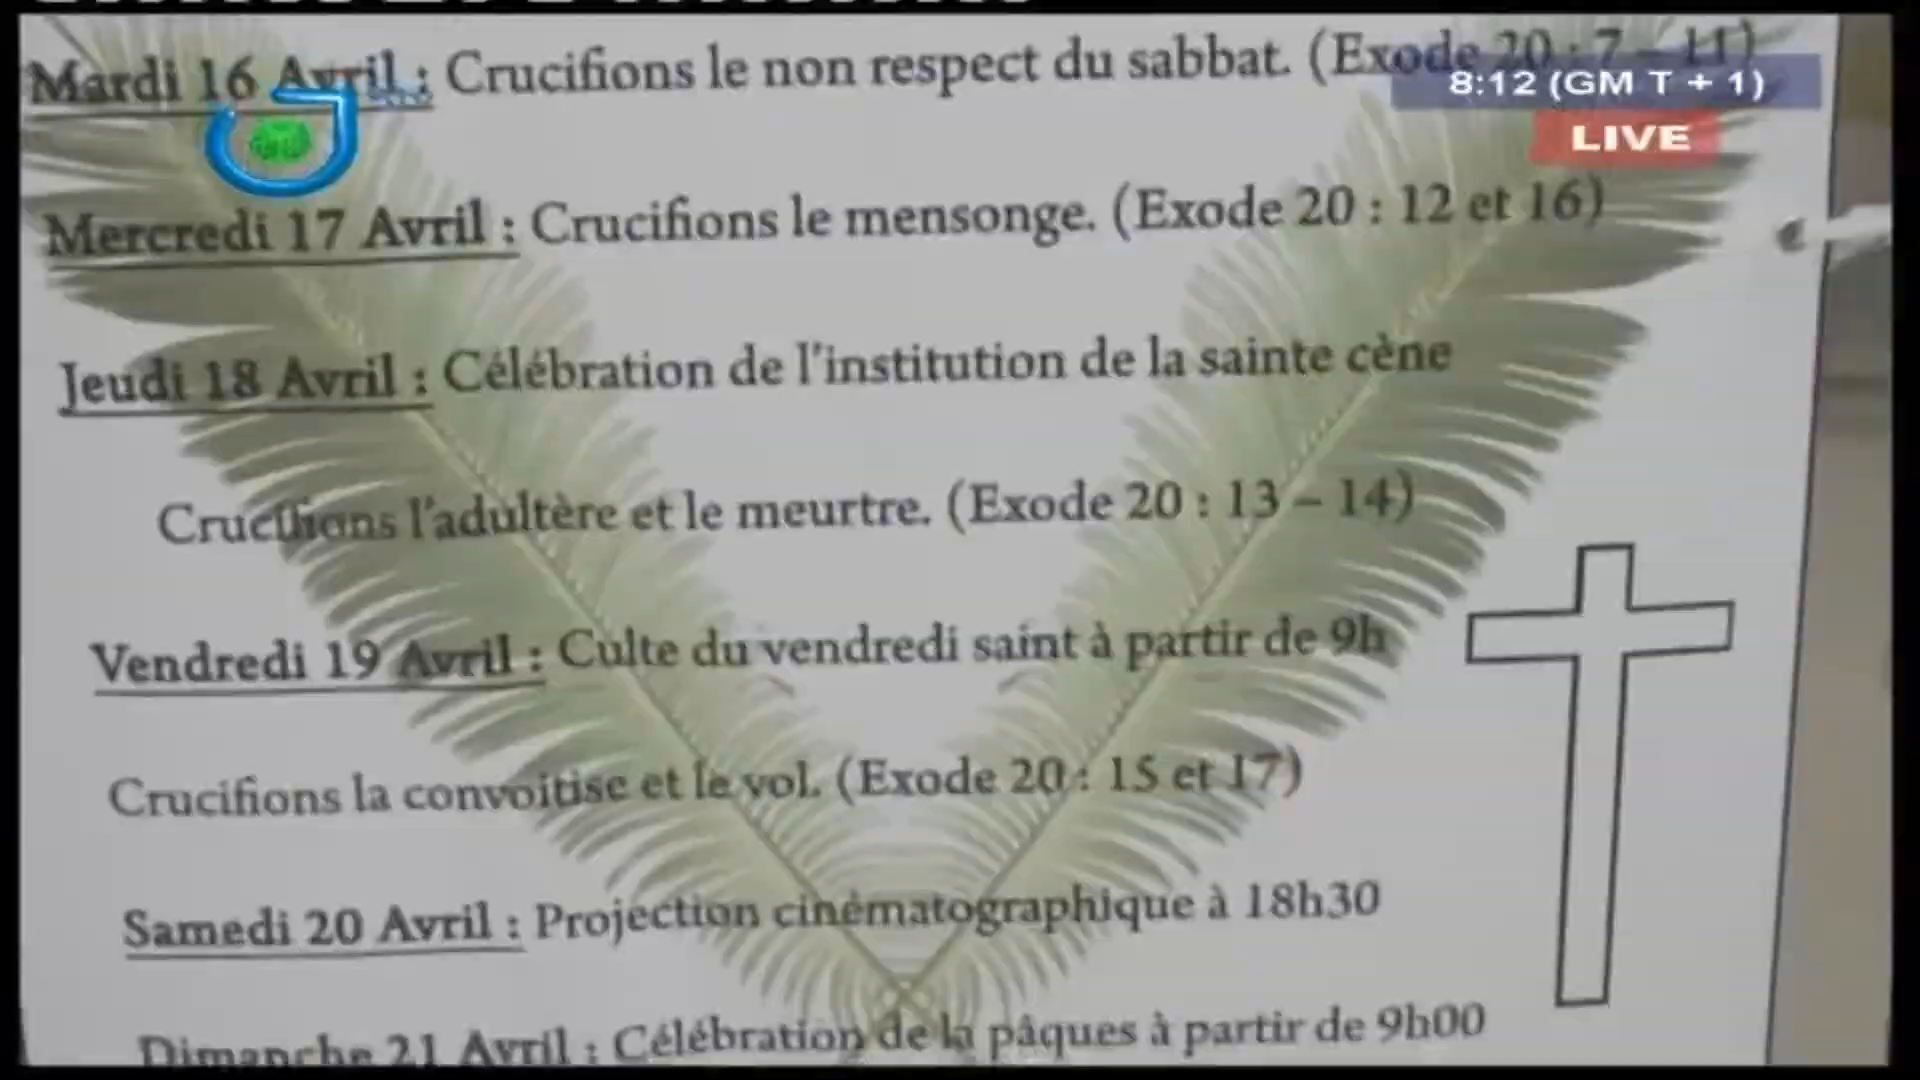 Mardi 16 Avril : Crucifions le non respect du sabbat. (Exode 20 : 7 – 11)
8:12 (GM T + 1)
LIVE
Mercredi 17 Avril : Crucifions le mensonge. (Exode 20 : 12 et 16)
Jeudi 18 Avril : Célébration de l'institution de la sainte cène
Crucifions l'adultère et le meurtre. (Exode 20 : 13 – 14)
Vendredi 19 Avril : Culte du vendredi saint à partir de 9h
Crucifions la convoitise et le vol. (Exode 20 : 15 et 17)
Samedi 20 Avril : Projection cinématographique à 18h30
Dimanche 21 Avril : Célébration de la pâques à partir de 9h00